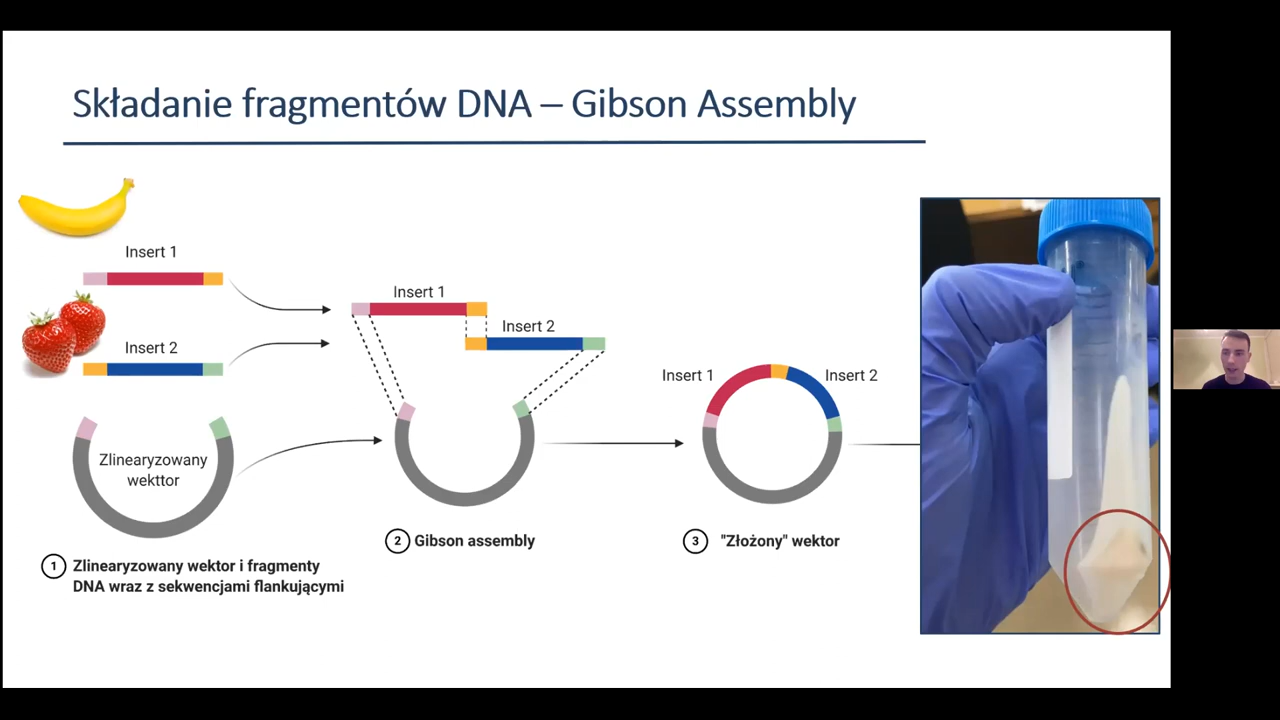 Składanie fragmentów DNA – Gibson Assembly
Insert 1
Insert 2
Zlinearyzowany
wekttor
1 Zlinearyzowany wektor i fragmenty
DNA wraz z sekwencjami flankującymi
Insert 1
Insert 2
2 Gibson assembly
Insert 1
Insert 2
3 "Złożony" wektor